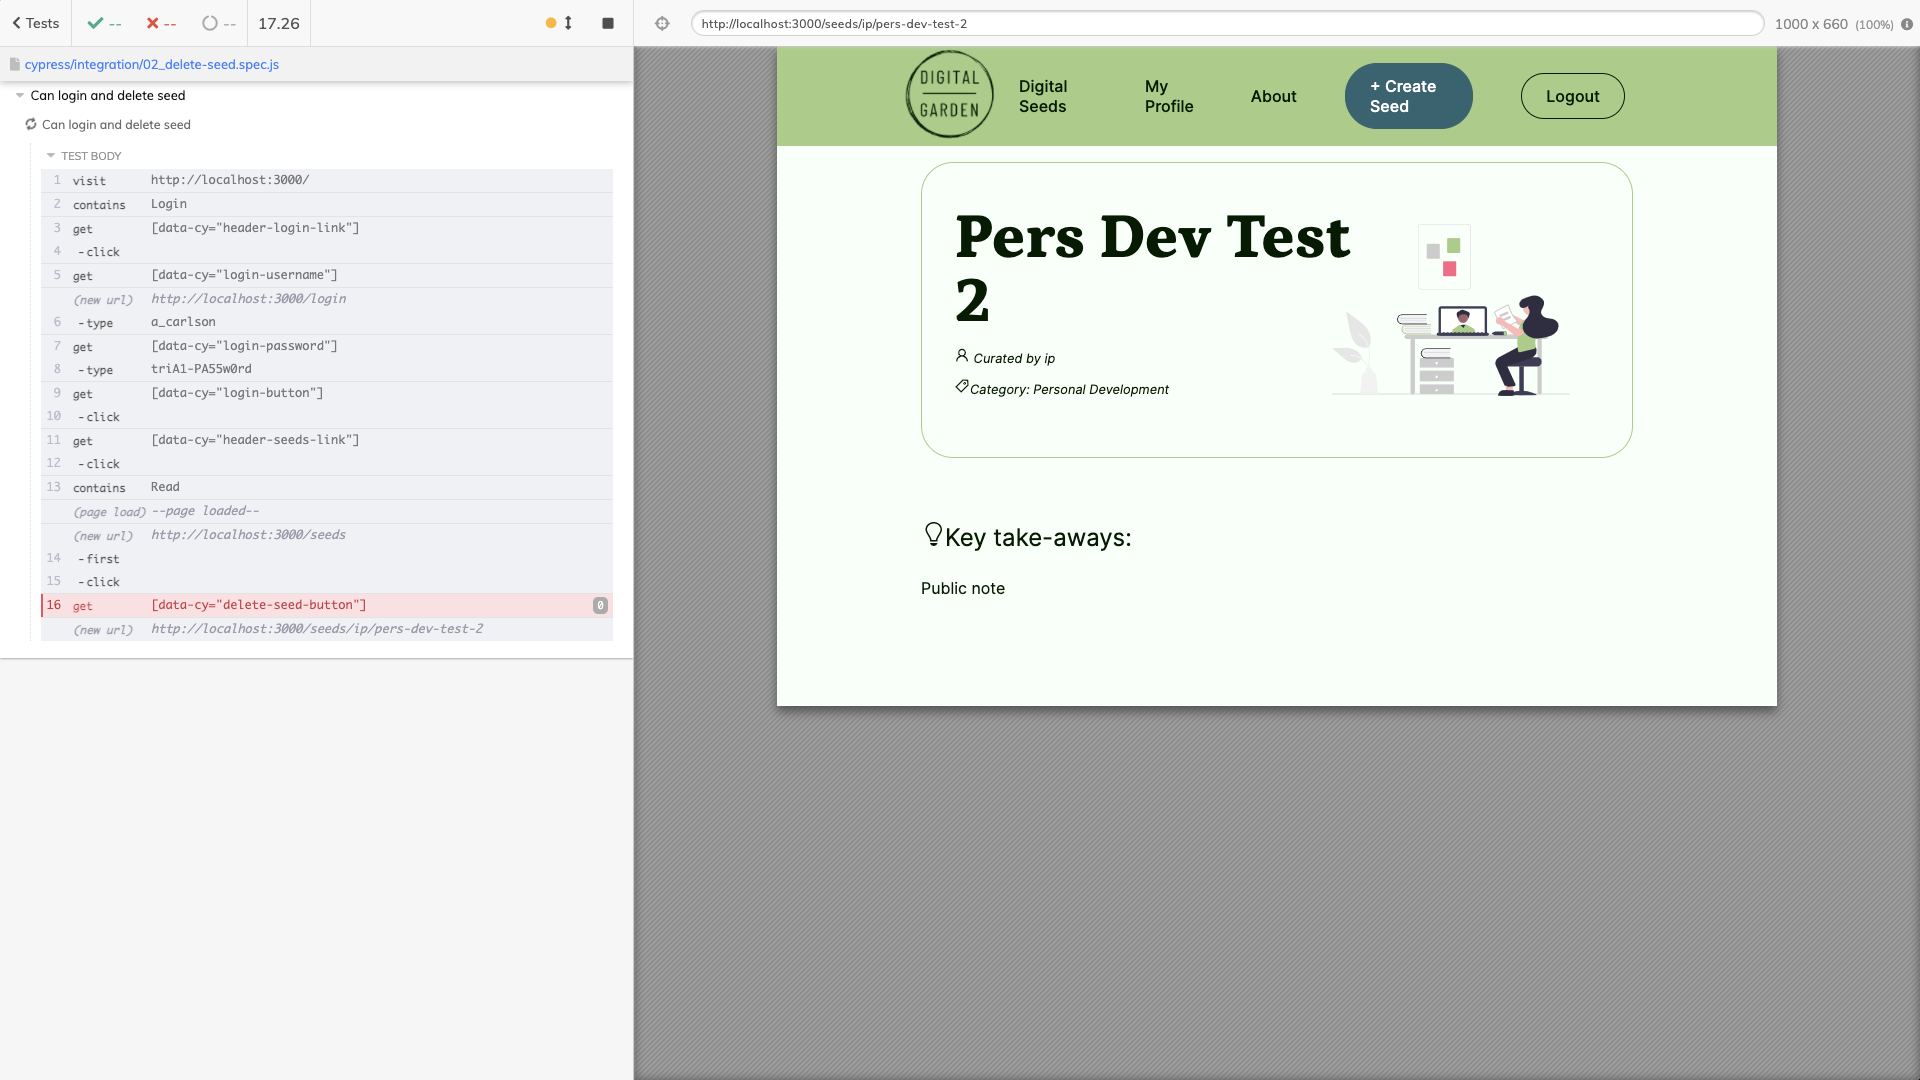 Tests -- -- -- 17.26
cypress/integration/02_delete-seed.spec.js
Can login and delete seed
Can login and delete seed
TEST BODY
1 visit http://localhost:3000/
2 contains Login
3 get [data-cy="header-login-link"]
4 -click
5 get [data-cy="login-username"]
(new url) http://localhost:3000/login
6 -type a_carlson
7 get [data-cy="login-password"]
8 -type triA1-PA55w0rd
9 get [data-cy="login-button"]
10 -click
11 get [data-cy="header-seeds-link"]
12 -click
13 contains Read
(page load) --page loaded--
(new url) http://localhost:3000/seeds
14 -first
15 -click
16 get [data-cy="delete-seed-button"] 0
(new url) http://localhost:3000/seeds/ip/pers-dev-test-2
http://localhost:3000/seeds/ip/pers-dev-test-2
1000 x 660 (100%)
DIGITAL
GARDEN
Digital
Seeds
My
Profile
About
+ Create
Seed
Logout
Pers Dev Test
2
Curated by ip
Category: Personal Development
Key take-aways:
Public note